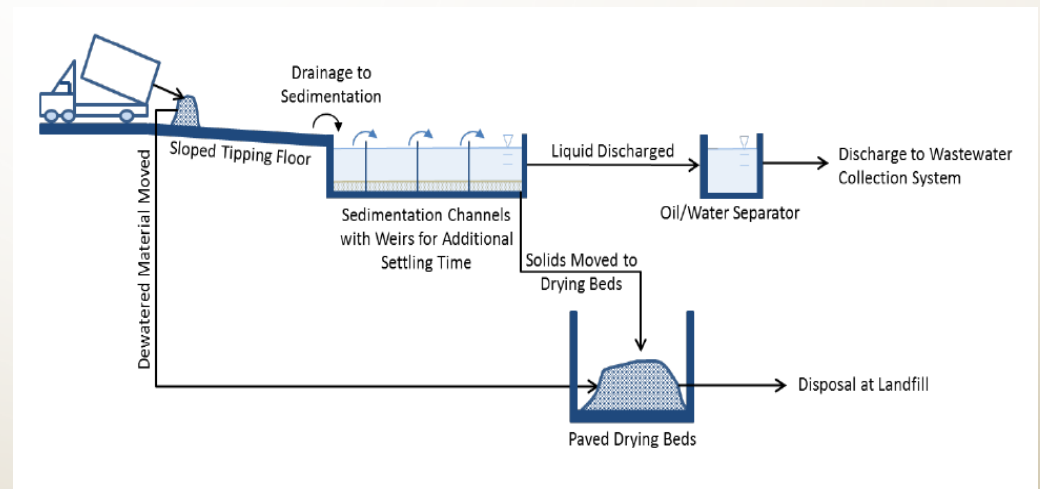 Drainage to
Sedimentation
Sloped Tipping Floor
Dewatered Material Moved
Sedimentation Channels
with Weirs for Additional
Settling Time
Liquid Discharged
Oil/Water Separator
Discharge to Wastewater
Collection System
Solids Moved to
Drying Beds
Paved Drying Beds
Disposal at Landfill